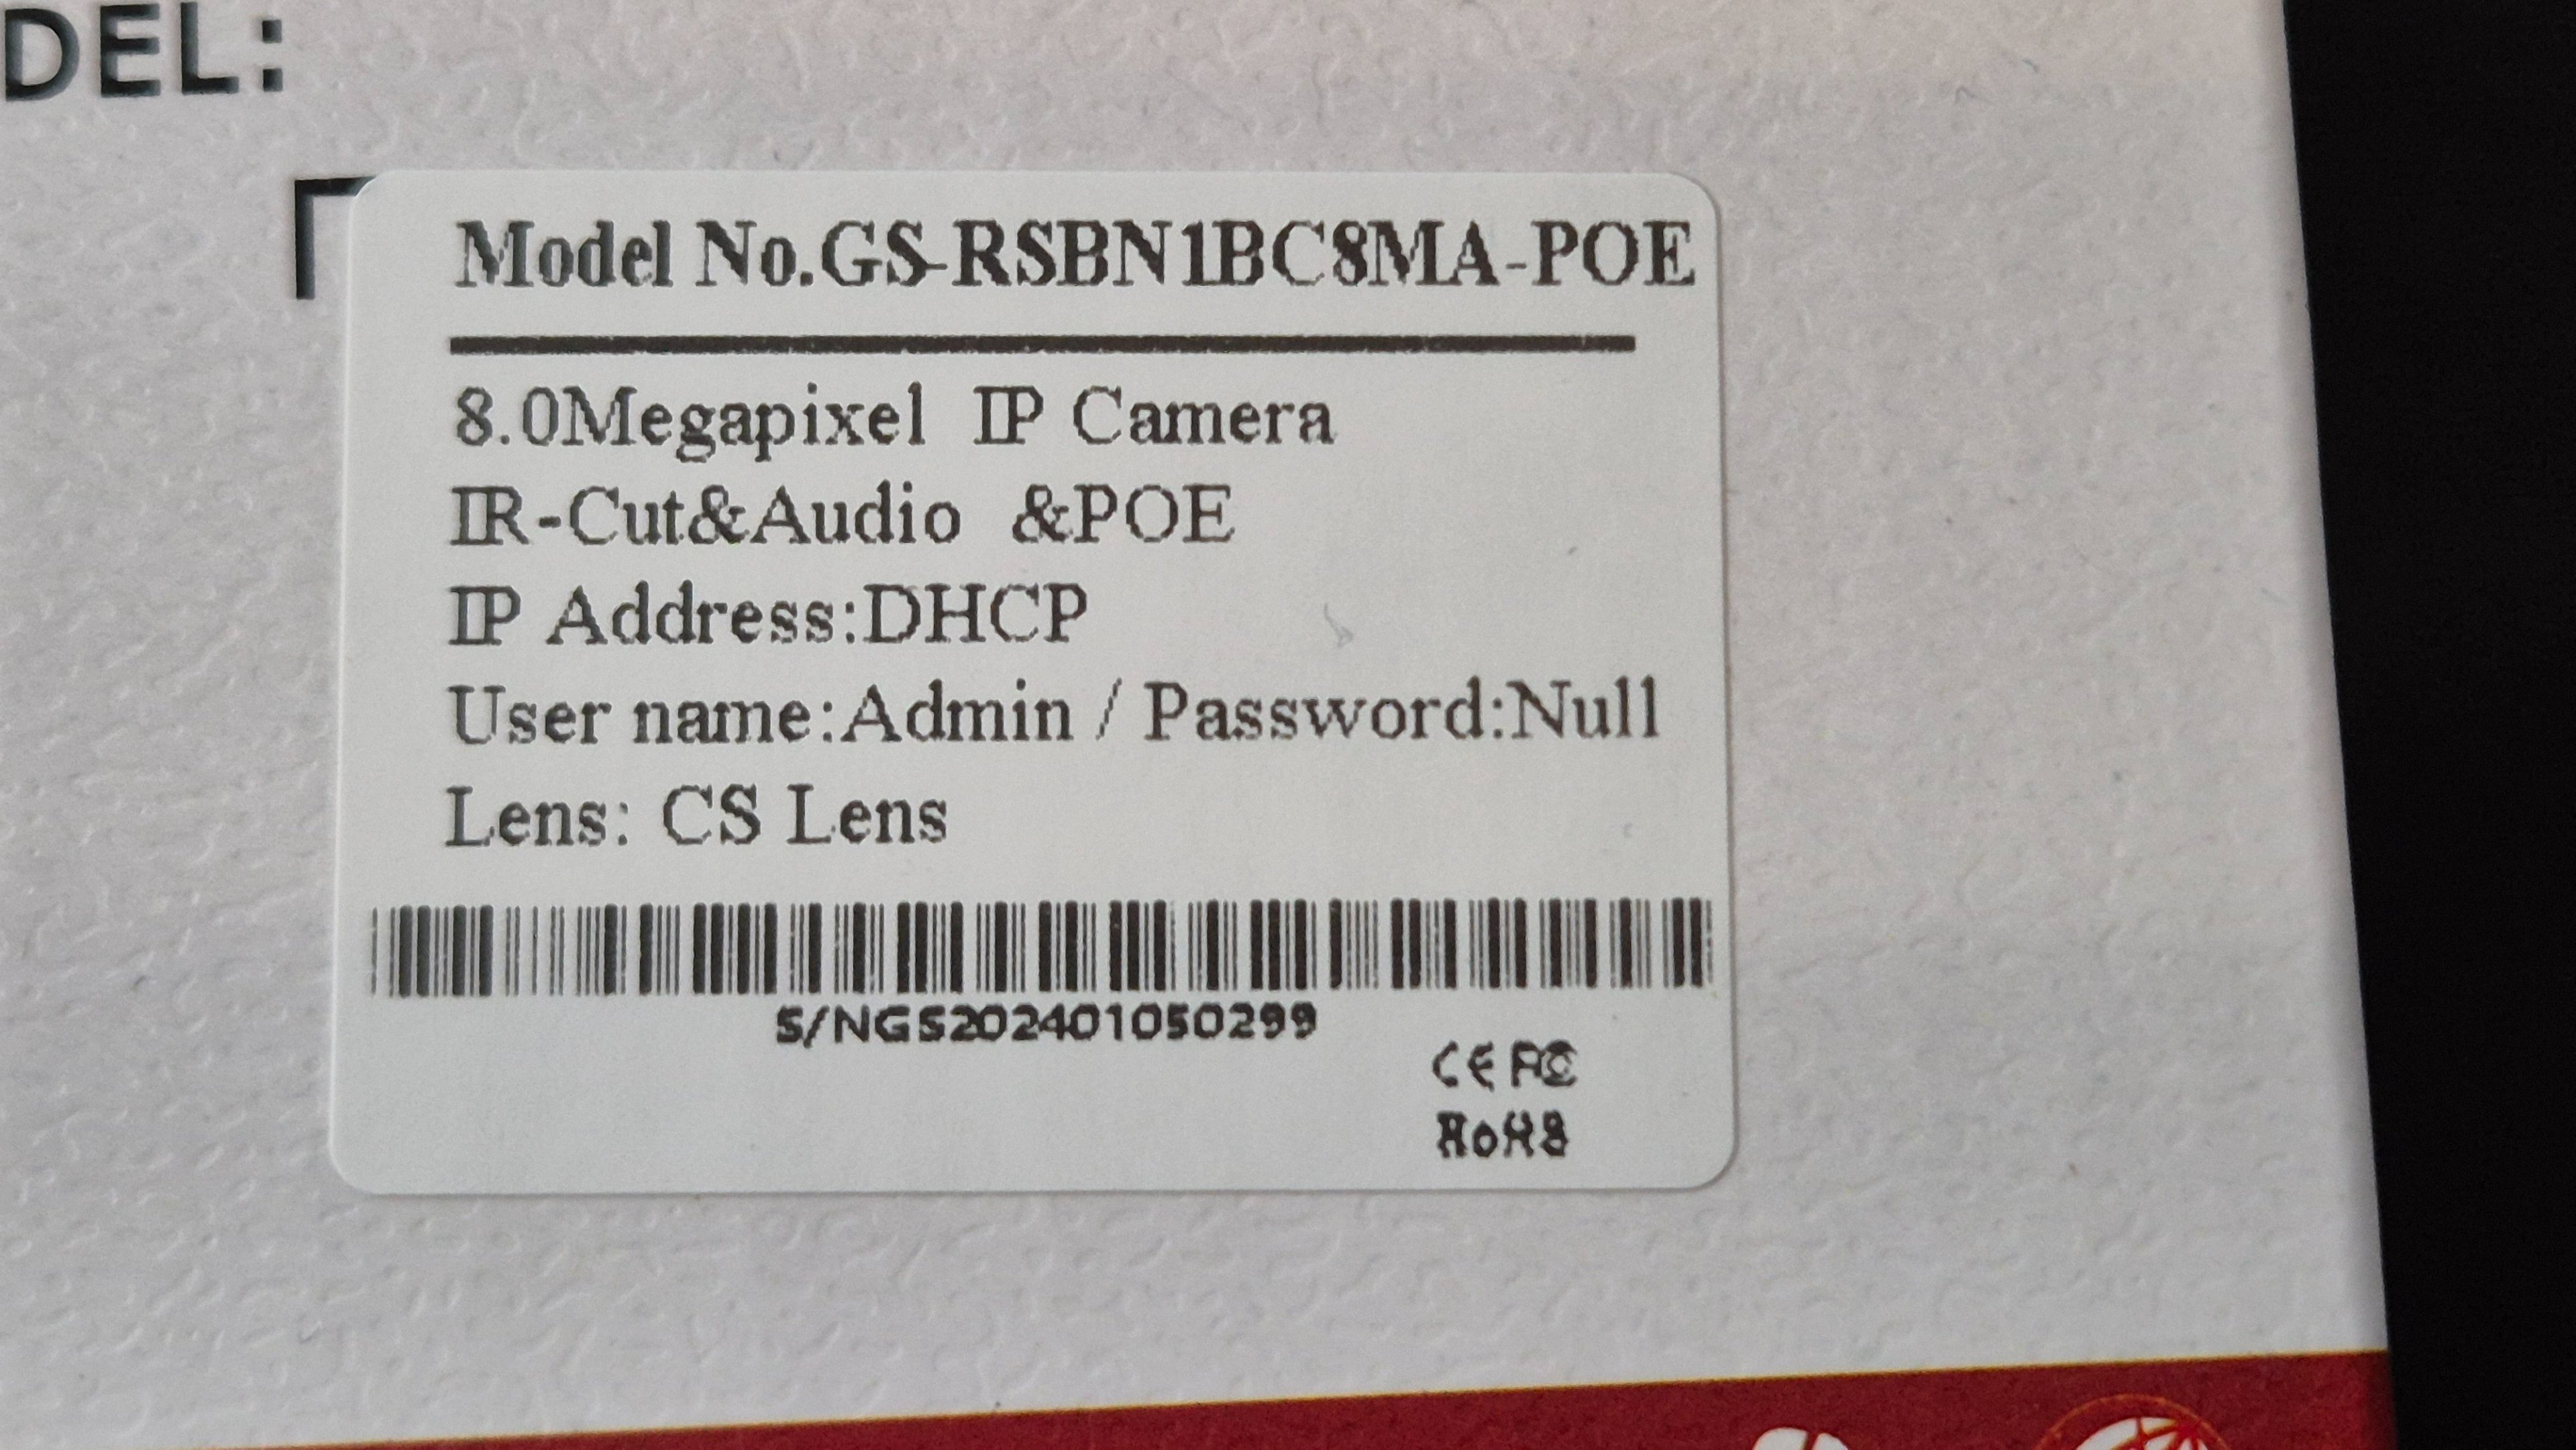 DEL:
Model No.GS-RSBN1BC8MA-POE
8.0Megapixel IP Camera
IR-Cut&Audio &POE
IP Address:DHCP
User name:Admin / Password:Null
Lens: CS Lens
S/NGS202401050299
CE FC
RoHS